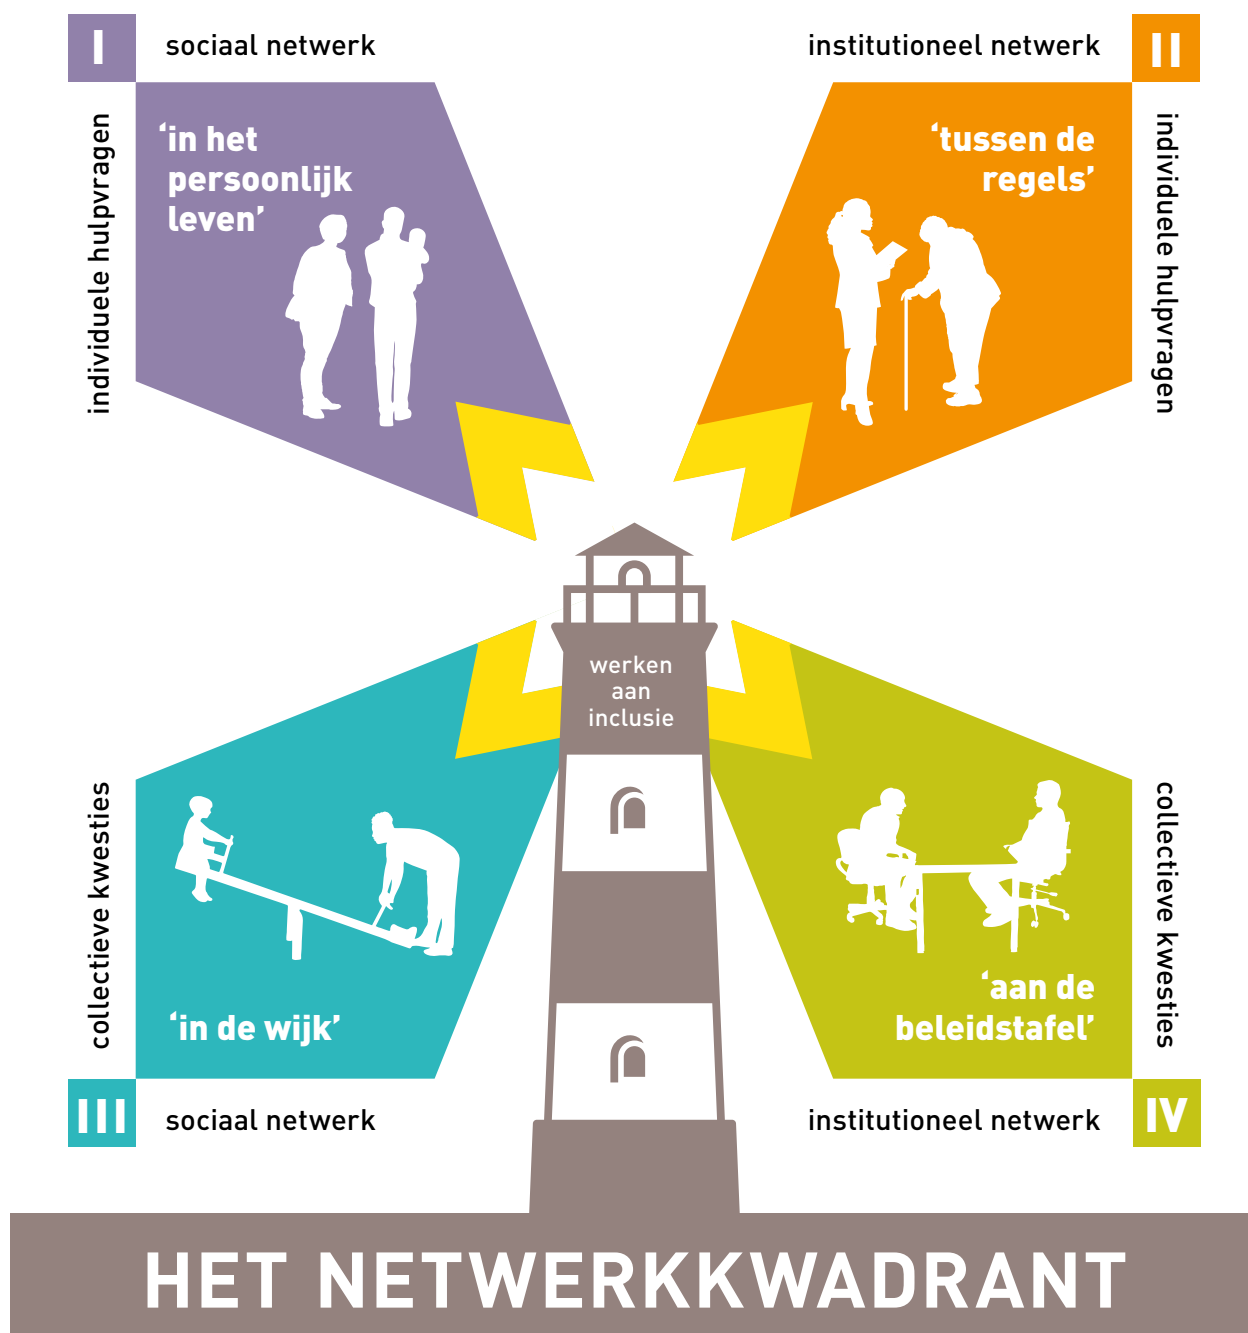 I
sociaal netwerk
institutioneel netwerk
II
individuele hulpvragen
‘in het
persoonlijk
leven’
‘tussen de
regels’
individuele hulpvragen
werken
aan
inclusie
collectieve kwesties
‘in de wijk’
‘aan de
beleidstafel’
collectieve kwesties
III
sociaal netwerk
institutioneel netwerk
IV
HET NETWERKKWADRANT